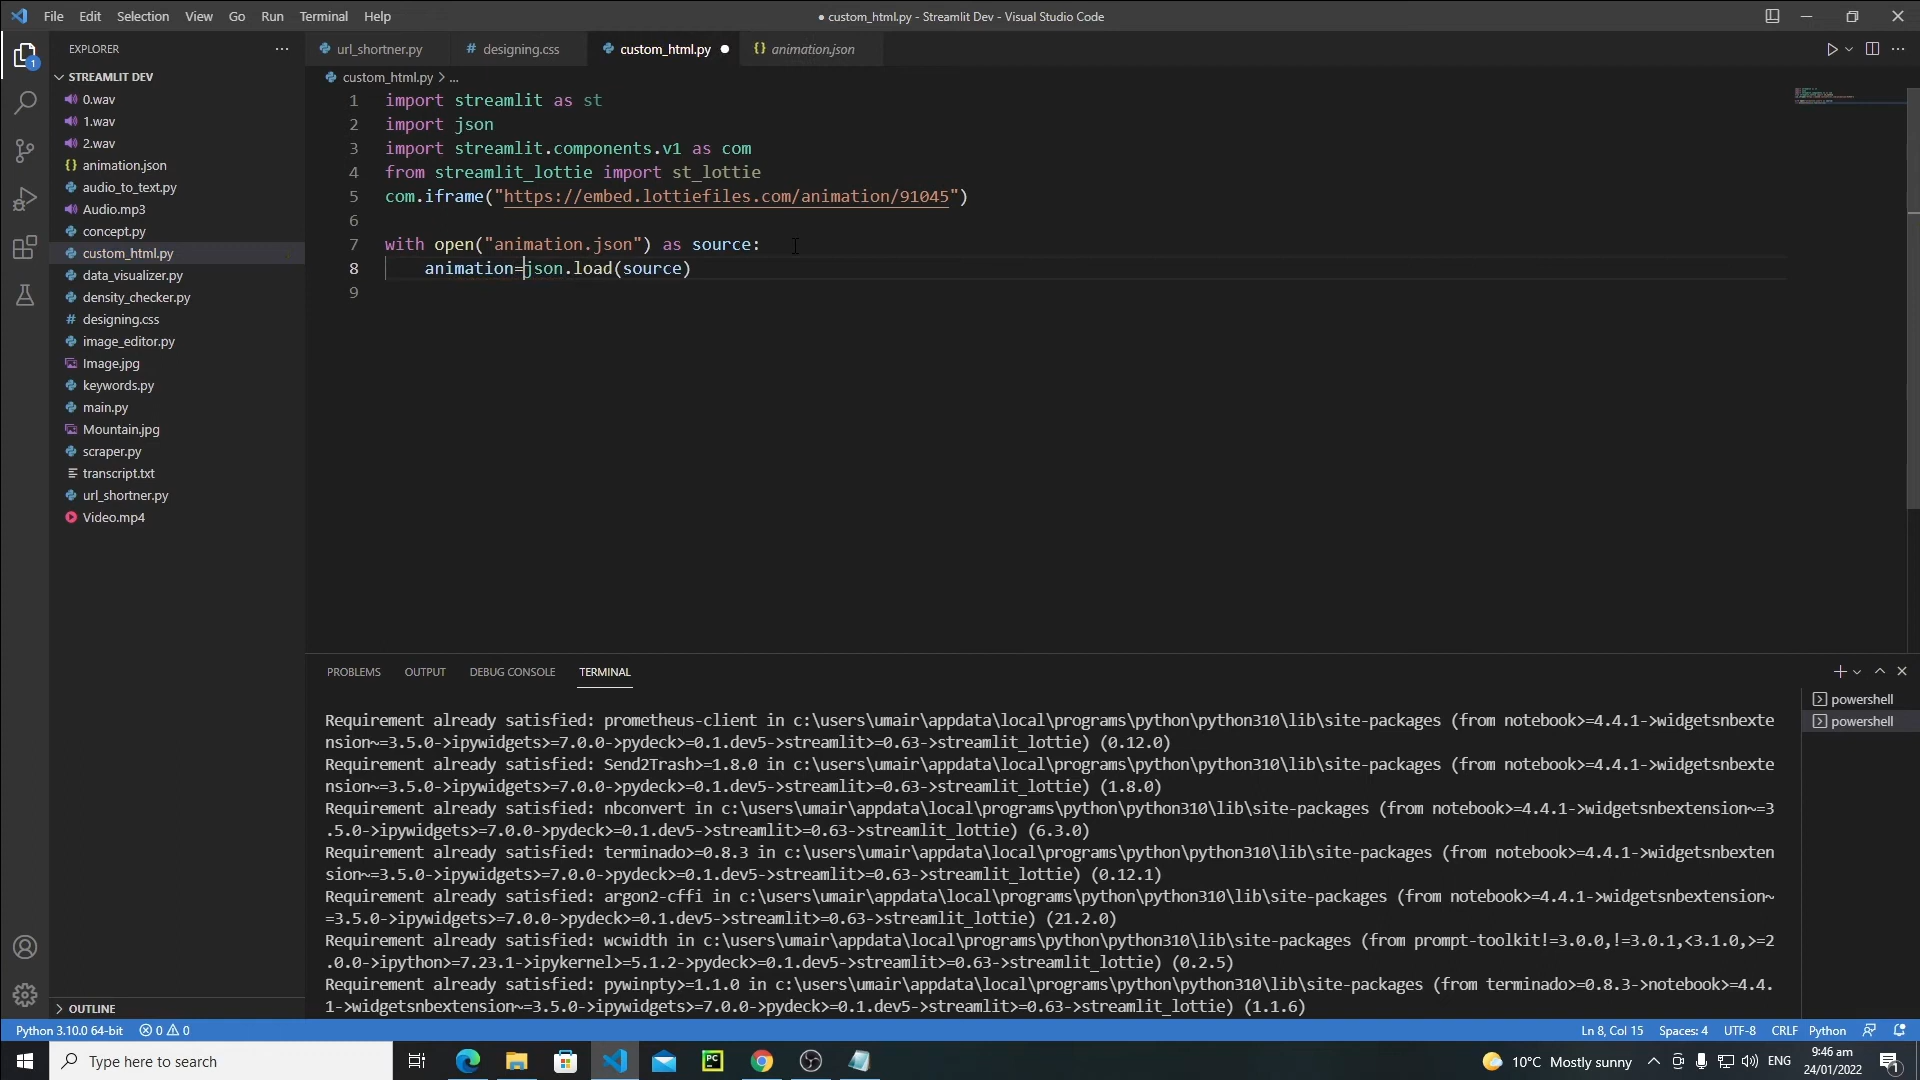 File Edit Selection View Go Run Terminal Help
● custom_html.py - Streamlit Dev - Visual Studio Code
EXPLORER
STREAMLIT DEV
0.wav
1.wav
2.wav
animation.json
audio_to_text.py
Audio.mp3
concept.py
custom_html.py
data_visualizer.py
density_checker.py
designing.css
image_editor.py
Image.jpg
keywords.py
main.py
Mountain.jpg
scraper.py
transcript.txt
url_shortner.py
Video.mp4
OUTLINE
url_shortner.py # designing.css custom_html.py ● {} animation.json
custom_html.py > ...
1 import streamlit as st
2 import json
3 import streamlit.components.v1 as com
4 from streamlit_lottie import st_lottie
5 com.iframe("https://embed.lottiefiles.com/animation/91045")
6
7 with open("animation.json") as source:
8     animation=json.load(source)
9
PROBLEMS OUTPUT DEBUG CONSOLE TERMINAL
powershell
powershell
Requirement already satisfied: prometheus-client in c:\users\umair\appdata\local\programs\python\python310\lib\site-packages (from notebook>=4.4.1->widgetsnbexte
nsion~=3.5.0->ipywidgets>=7.0.0->pydeck>=0.1.dev5->streamlit>=0.63->streamlit_lottie) (0.12.0)
Requirement already satisfied: Send2Trash>=1.8.0 in c:\users\umair\appdata\local\programs\python\python310\lib\site-packages (from notebook>=4.4.1->widgetsnbexte
nsion~=3.5.0->ipywidgets>=7.0.0->pydeck>=0.1.dev5->streamlit>=0.63->streamlit_lottie) (1.8.0)
Requirement already satisfied: nbconvert in c:\users\umair\appdata\local\programs\python\python310\lib\site-packages (from notebook>=4.4.1->widgetsnbextension~=3
.5.0->ipywidgets>=7.0.0->pydeck>=0.1.dev5->streamlit>=0.63->streamlit_lottie) (6.3.0)
Requirement already satisfied: terminado>=0.8.3 in c:\users\umair\appdata\local\programs\python\python310\lib\site-packages (from notebook>=4.4.1->widgetsnbexten
sion~=3.5.0->ipywidgets>=7.0.0->pydeck>=0.1.dev5->streamlit>=0.63->streamlit_lottie) (0.12.1)
Requirement already satisfied: argon2-cffi in c:\users\umair\appdata\local\programs\python\python310\lib\site-packages (from notebook>=4.4.1->widgetsnbextension~
=3.5.0->ipywidgets>=7.0.0->pydeck>=0.1.dev5->streamlit>=0.63->streamlit_lottie) (21.2.0)
Requirement already satisfied: wcwidth in c:\users\umair\appdata\local\programs\python\python310\lib\site-packages (from prompt-toolkit!=3.0.0,!=3.0.1,<3.1.0,>=2
.0.0->ipython>=7.23.1->ipykernel>=5.1.2->pydeck>=0.1.dev5->streamlit>=0.63->streamlit_lottie) (0.2.5)
Requirement already satisfied: pywinpty>=1.1.0 in c:\users\umair\appdata\local\programs\python\python310\lib\site-packages (from terminado>=0.8.3->notebook>=4.4.
1->widgetsnbextension~=3.5.0->ipywidgets>=7.0.0->pydeck>=0.1.dev5->streamlit>=0.63->streamlit_lottie) (1.1.6)
Python 3.10.0 64-bit 0 0 Ln 8, Col 15 Spaces: 4 UTF-8 CRLF Python
Type here to search 10°C Mostly sunny ENG 9:46 am
24/01/2022